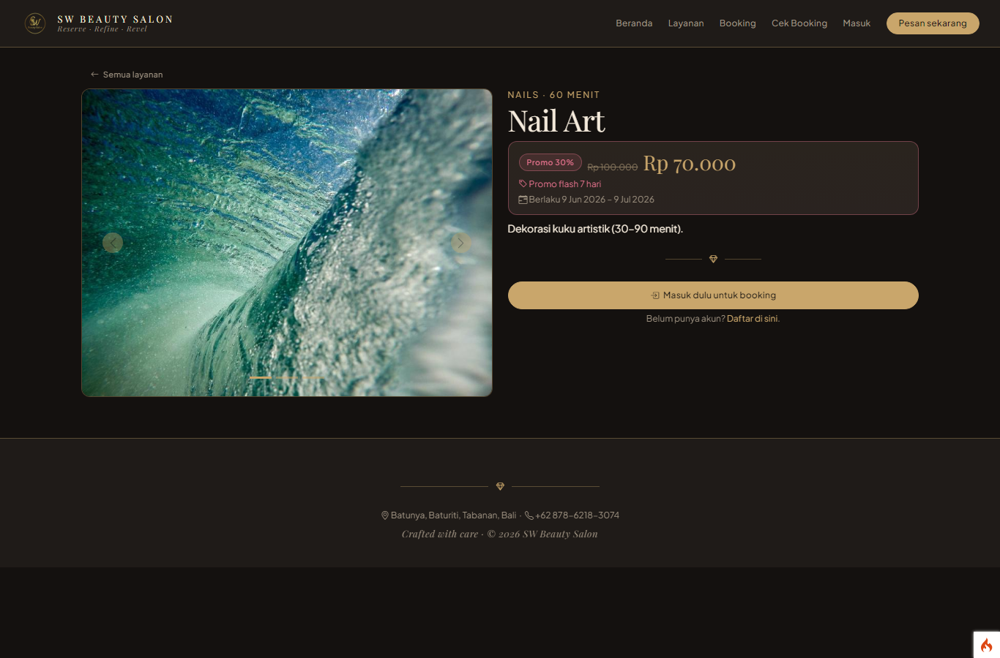 SW BEAUTY SALON
Reserve · Refine · Revel
Beranda Layanan Booking Cek Booking Masuk Pesan sekarang
← Semua layanan
NAILS · 60 MENIT
Nail Art
Promo 30% Rp 100.000 Rp 70.000
Promo flash 7 hari
Berlaku 9 Jun 2026 – 9 Jul 2026
Dekorasi kuku artistik (30–90 menit).
Masuk dulu untuk booking
Belum punya akun? Daftar di sini.
Batunya, Baturiti, Tabanan, Bali · +62 878-6218-3074
Crafted with care · © 2026 SW Beauty Salon